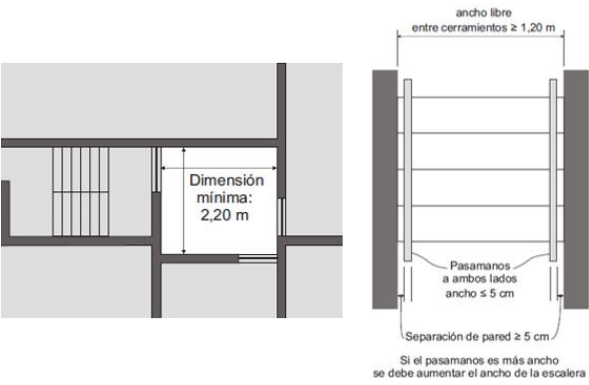 Dimensión
mínima:
2,20 m
ancho libre
entre cerramientos ≥ 1,20 m
Pasamanos
a ambos lados
ancho ≤ 5 cm
Separación de pared ≥ 5 cm
Si el pasamanos es más ancho
se debe aumentar el ancho de la escalera